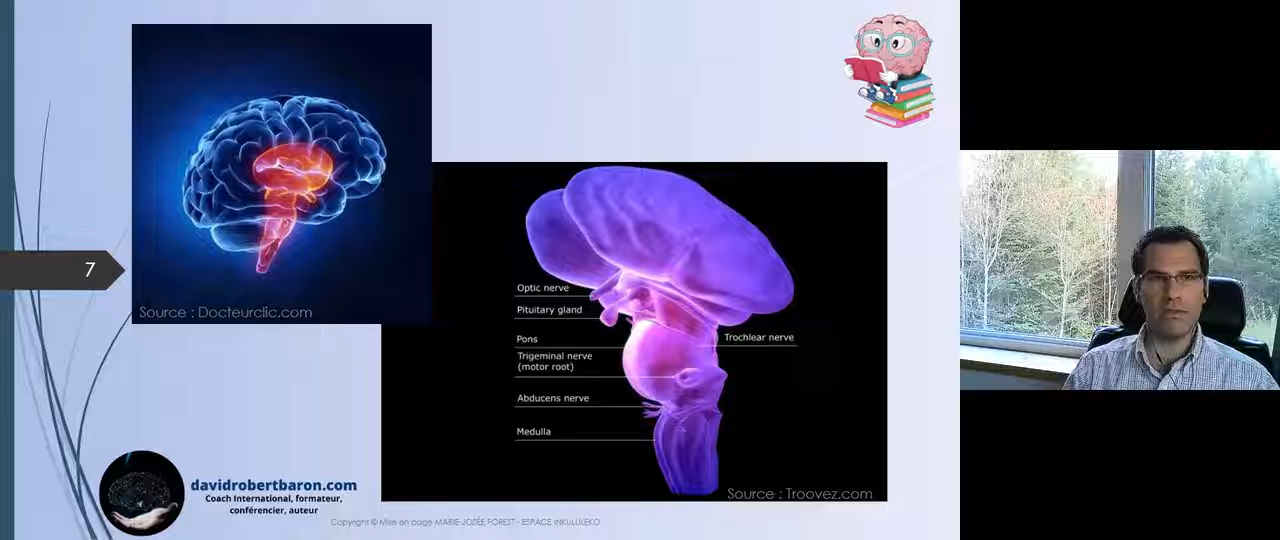 7
Source : Docteurclic.com
Optic nerve
Pituitary gland
Pons
Trigeminal nerve
(motor root)
Abducens nerve
Medulla
Trochlear nerve
Source : Troovez.com
davidrobertbaron.com
Coach International, formateur,
conférencier, auteur
Copyright © Mise en page MARIE-JOSÉE FOREST - ESPACE INKULULEKO